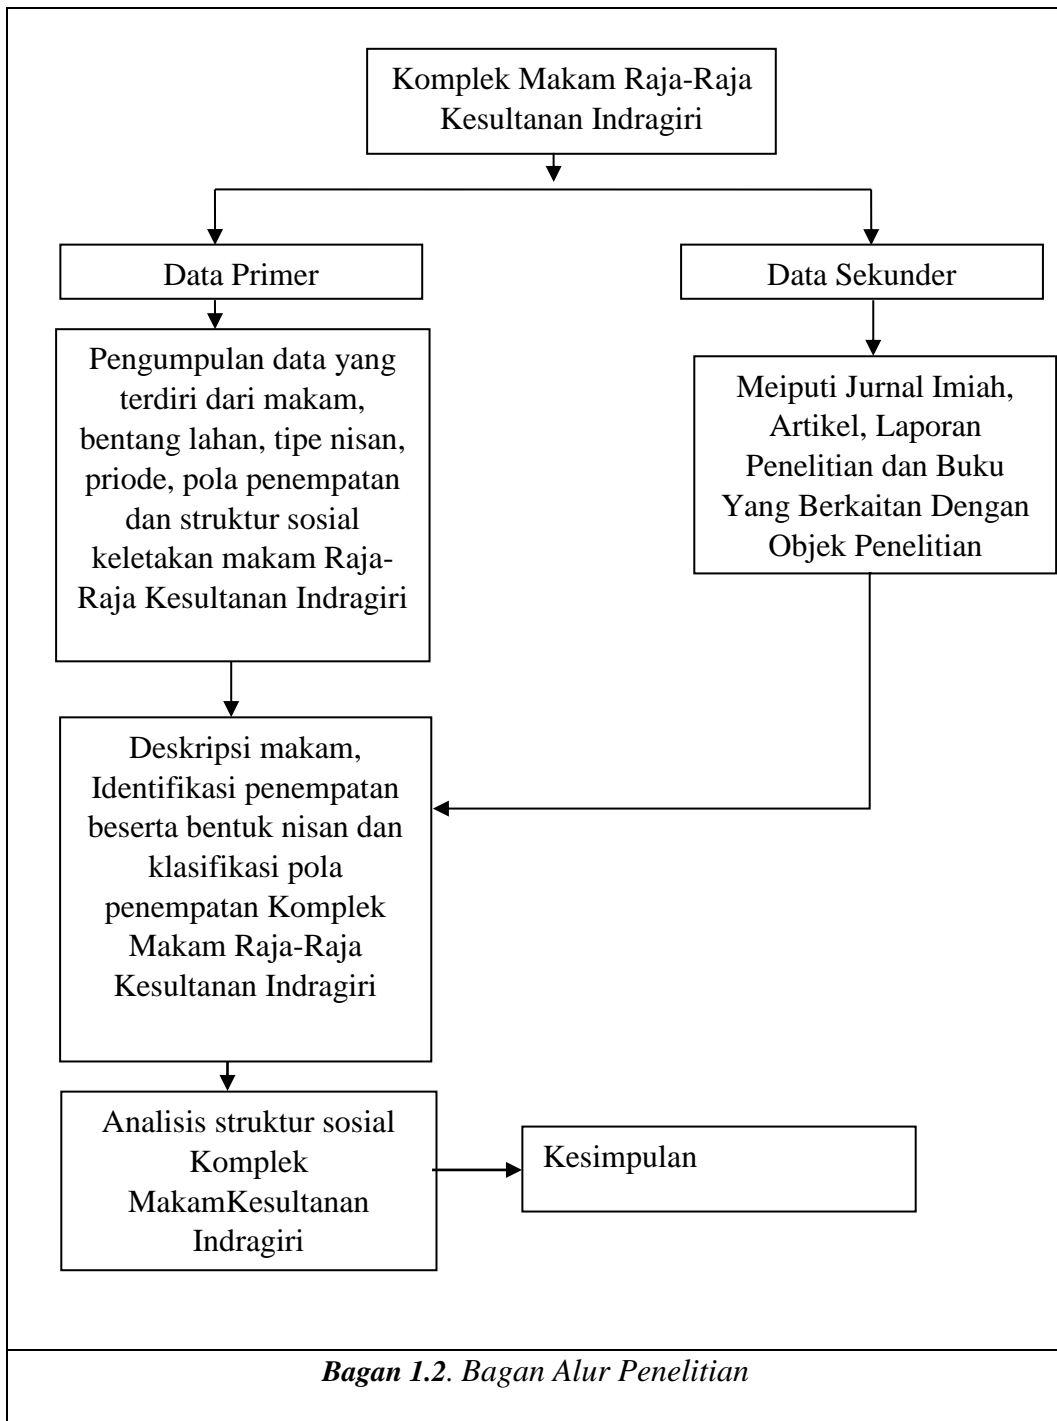 Komplek Makam Raja-Raja
Kesultanan Indragiri
Data Primer
Data Sekunder
Pengumpulan data yang
terdiri dari makam,
bentang lahan, tipe nisan,
priode, pola penempatan
dan struktur sosial
keletakan makam Raja-
Raja Kesultanan Indragiri
Meiputi Jurnal Imiah,
Artikel, Laporan
Penelitian dan Buku
Yang Berkaitan Dengan
Objek Penelitian
Deskripsi makam,
Identifikasi penempatan
beserta bentuk nisan dan
klasifikasi pola
penempatan Komplek
Makam Raja-Raja
Kesultanan Indragiri
Analisis struktur sosial
Komplek
MakamKesultanan
Indragiri
Kesimpulan
Bagan 1.2. Bagan Alur Penelitian